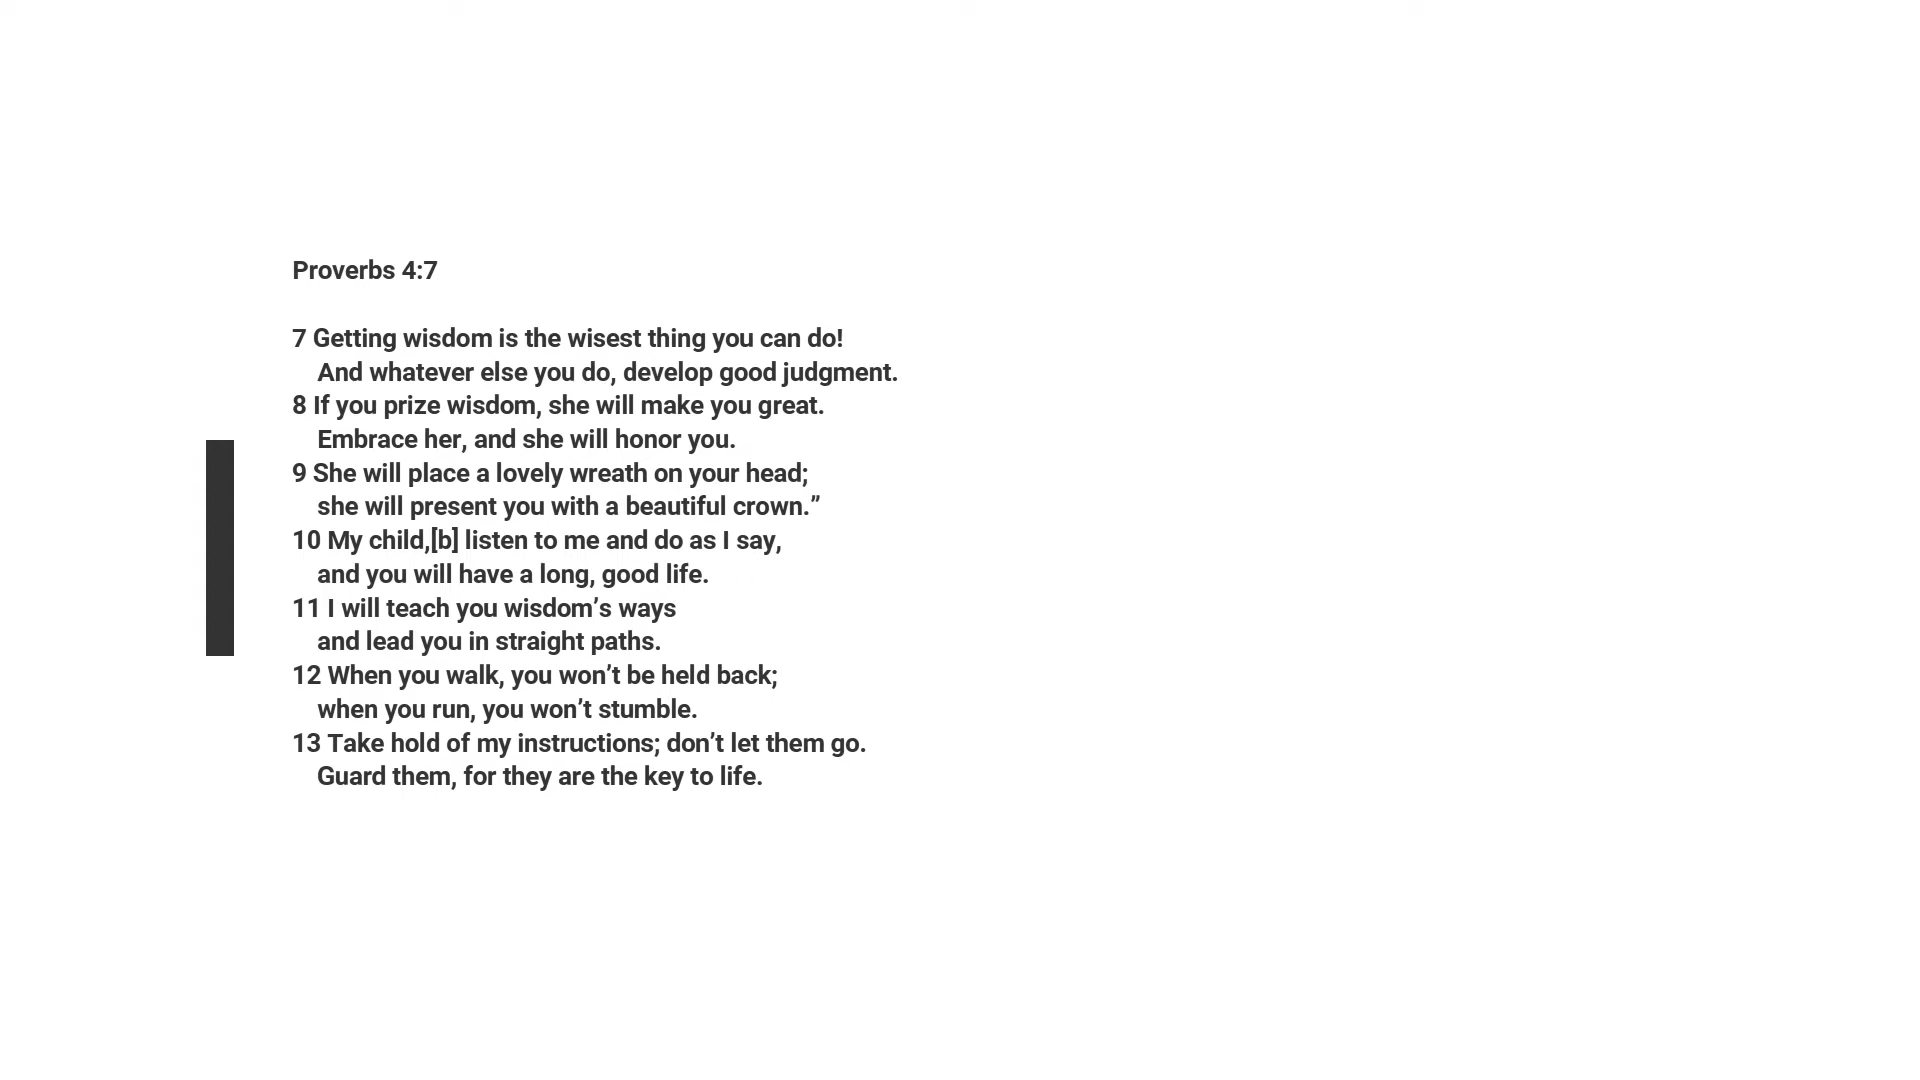 Proverbs 4:7
7 Getting wisdom is the wisest thing you can do!
And whatever else you do, develop good judgment.
8 If you prize wisdom, she will make you great.
Embrace her, and she will honor you.
9 She will place a lovely wreath on your head;
she will present you with a beautiful crown.”
10 My child,[b] listen to me and do as I say,
and you will have a long, good life.
11 I will teach you wisdom’s ways
and lead you in straight paths.
12 When you walk, you won’t be held back;
when you run, you won’t stumble.
13 Take hold of my instructions; don’t let them go.
Guard them, for they are the key to life.